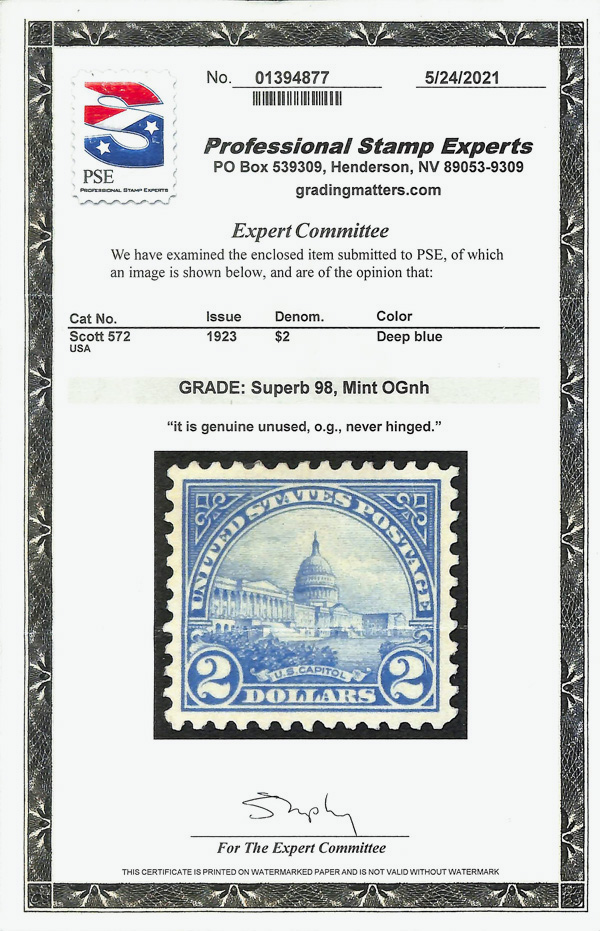 No. 01394877 5/24/2021
PSE
PROFESSIONAL STAMP EXPERTS
Professional Stamp Experts
PO Box 539309, Henderson, NV 89053-9309
gradingmatters.com
Expert Committee
We have examined the enclosed item submitted to PSE, of which
an image is shown below, and are of the opinion that:
Cat No. Issue Denom. Color
Scott 572 1923 $2 Deep blue
USA
GRADE: Superb 98, Mint OGnh
“it is genuine unused, o.g., never hinged.”
UNITED STATES POSTAGE
U.S. CAPITOL
2 DOLLARS 2
For The Expert Committee
THIS CERTIFICATE IS PRINTED ON WATERMARKED PAPER AND IS NOT VALID WITHOUT WATERMARK